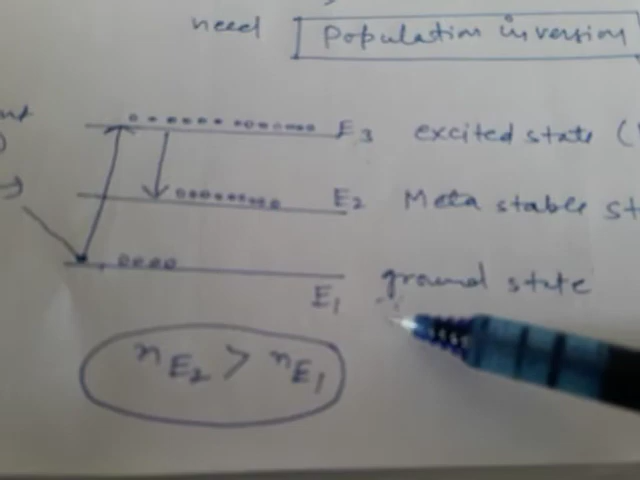 need Population inversion
E3 excited state (
E2 Meta stable st
E1 ground state
nE2 > nE1